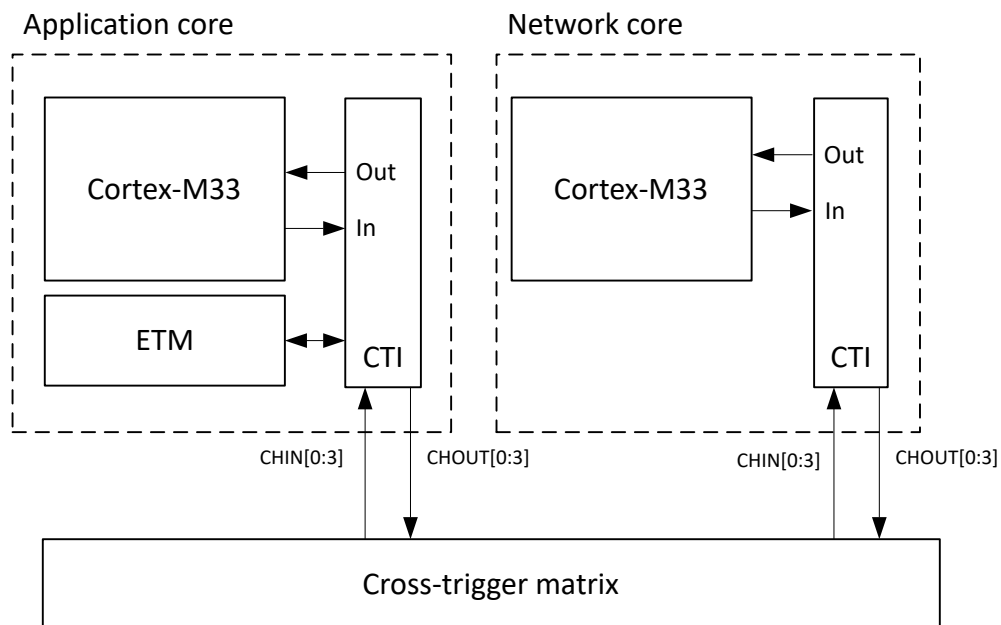 Application core
Cortex-M33
Out
In
ETM
CTI
CHIN[0:3]
CHOUT[0:3]
Network core
Cortex-M33
Out
In
CTI
CHIN[0:3]
CHOUT[0:3]
Cross-trigger matrix